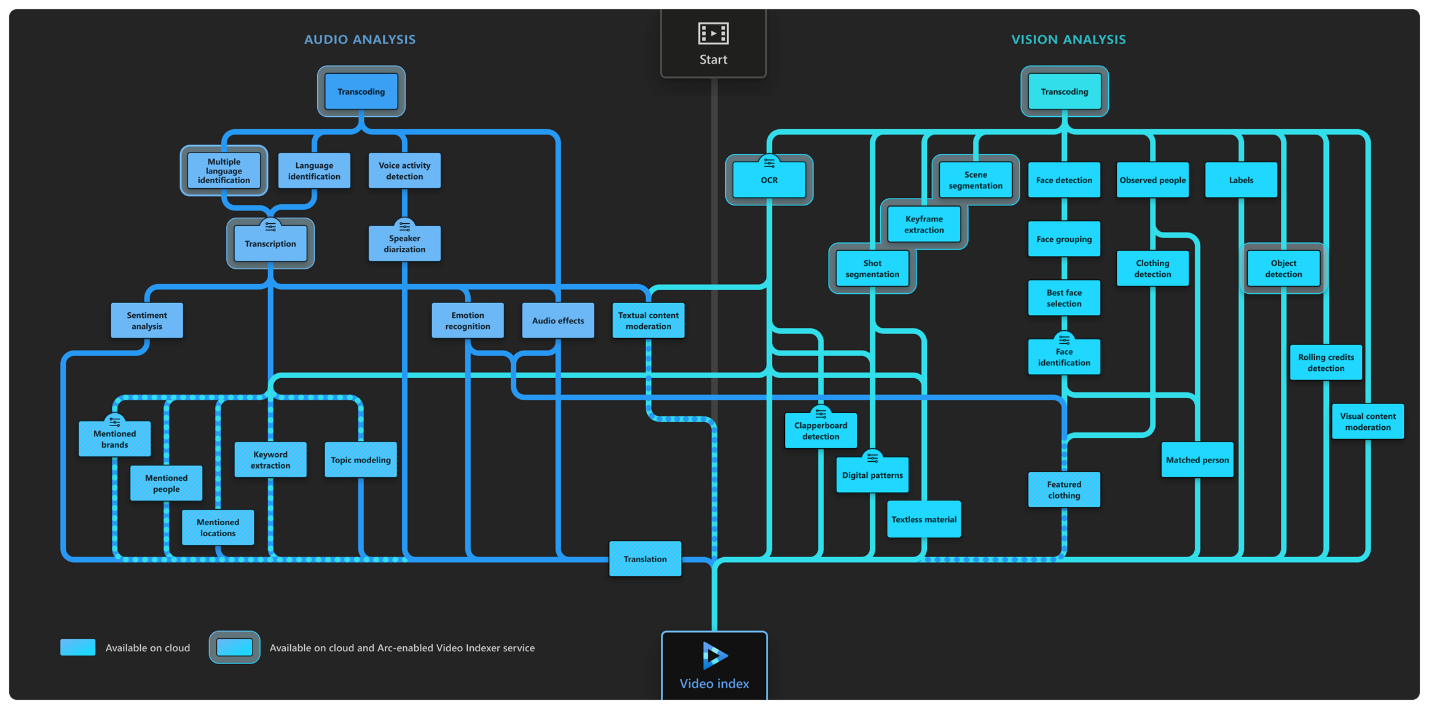 AUDIO ANALYSIS
Start
VISION ANALYSIS
Transcoding
Multiple
language
identification
Language
identification
Voice activity
detection
Transcription
Speaker
diarization
Sentiment
analysis
Emotion
recognition
Audio effects
Textual content
moderation
Mentioned
brands
Mentioned
people
Mentioned
locations
Keyword
extraction
Topic modeling
Translation
Transcoding
OCR
Scene
segmentation
Keyframe
extraction
Shot
segmentation
Face detection
Face grouping
Best face
selection
Face
identification
Observed people
Clothing
detection
Labels
Object
detection
Rolling credits
detection
Visual content
moderation
Clapperboard
detection
Digital patterns
Textless material
Featured
clothing
Matched person
Available on cloud
Available on cloud and Arc-enabled Video Indexer service
Video index